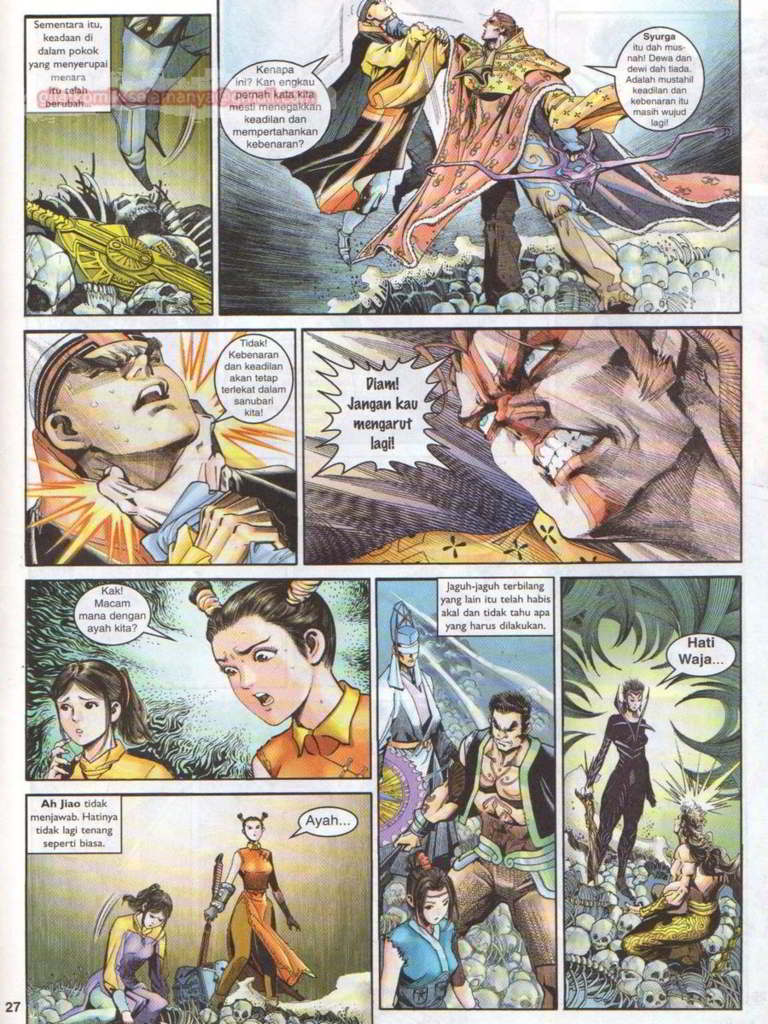 Sementara itu,
keadaan di
dalam pokok
yang menyerupai
menara
itu telah
berubah...
Kenapa
ini? Kan engkau
pernah kata kita
mesti menegakkan
keadilan dan
mempertahankan
kebenaran?
Syurga
itu dah mus-
nah! Dewa dan
dewi dah tiada.
Adalah mustahil
keadilan dan
kebenaran itu
masih wujud
lagi!
Tidak!
Kebenaran
dan keadilan
akan tetap
terlekat dalam
sanubari
kita!
Diam!
Jangan kau
mengarut
lagi!
Kak!
Macam
mana dengan
ayah kita?
Ah Jiao tidak
menjawab. Hatinya
tidak lagi tenang
seperti biasa.
Ayah...
Jaguh-jaguh terbilang
yang lain itu telah habis
akal dan tidak tahu apa
yang harus dilakukan.
Hati
Waja...
27